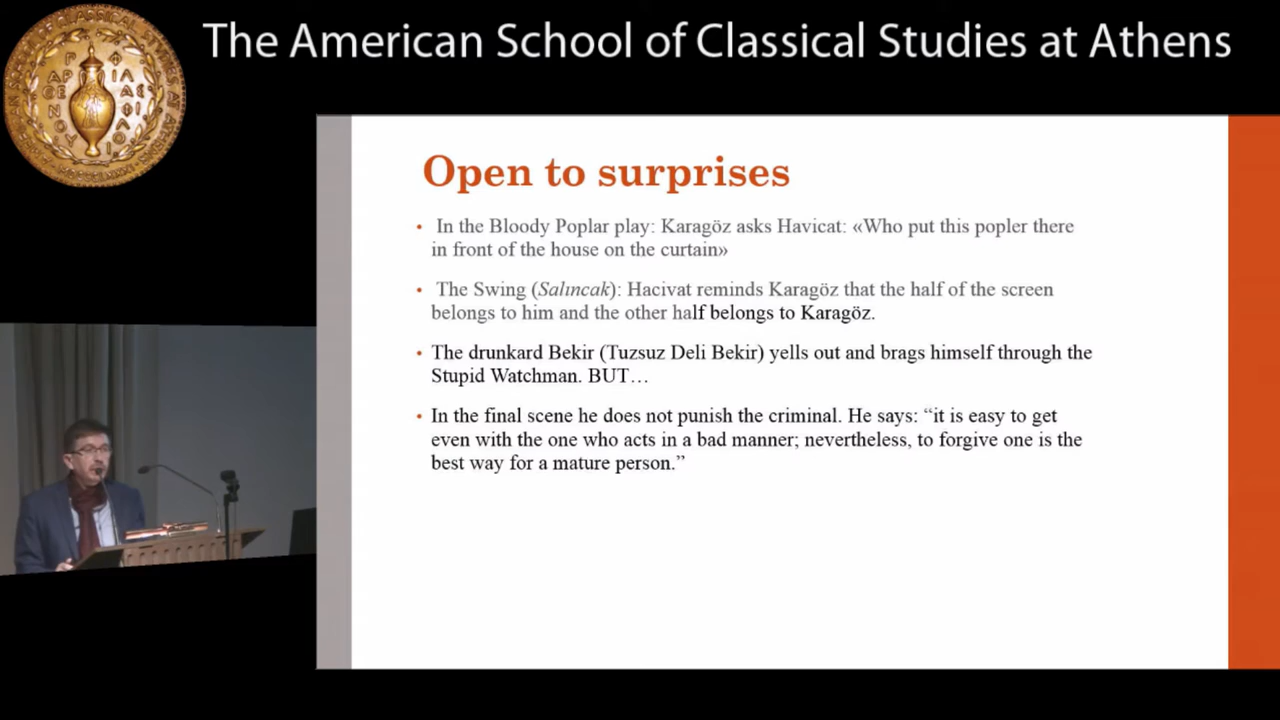 The American School of Classical Studies at Athens
ΠΑΡΘΕΝΟΥ ΦΙΛΑΣ ΦΙΛΟΙ
Open to surprises
• In the Bloody Poplar play: Karagöz asks Havicat: «Who put this popler there
in front of the house on the curtain»
• The Swing (Salıncak): Hacivat reminds Karagöz that the half of the screen
belongs to him and the other half belongs to Karagöz.
• The drunkard Bekir (Tuzsuz Deli Bekir) yells out and brags himself through the
Stupid Watchman. BUT…
• In the final scene he does not punish the criminal. He says: “it is easy to get
even with the one who acts in a bad manner; nevertheless, to forgive one is the
best way for a mature person.”